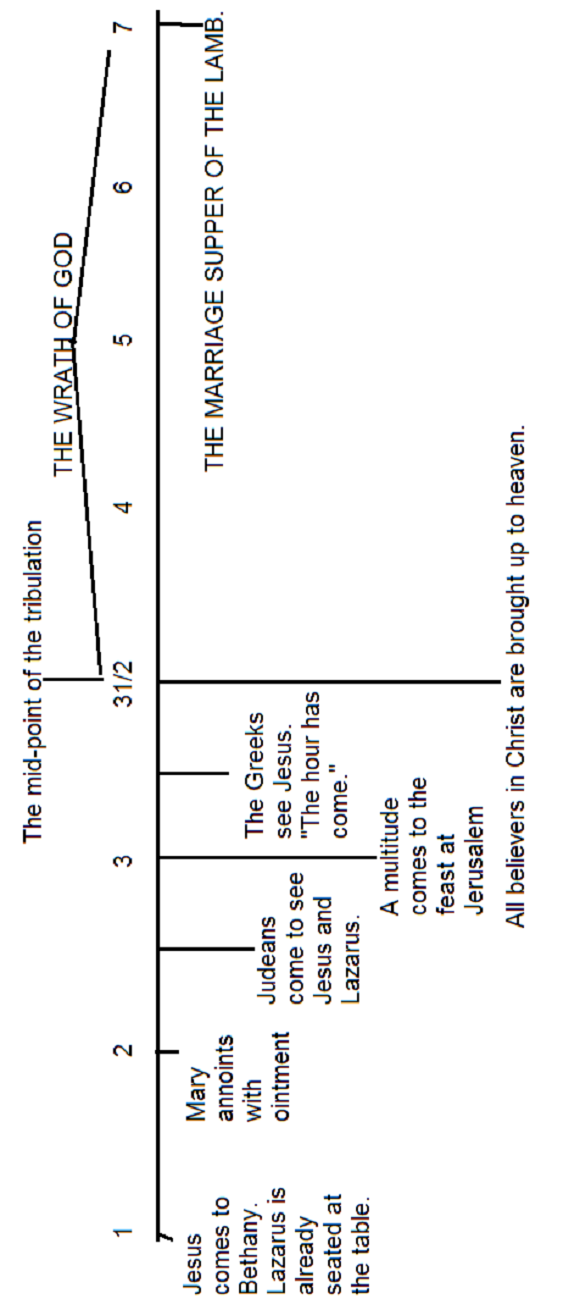 The mid-point of the tribulation
THE WRATH OF GOD
1
2
3
3 1/2
4
5
6
7
Jesus
comes to
Bethany.
Lazarus is
already
seated at
the table.
Mary
annoints
with
ointment
Judeans
come to see
Jesus and
Lazarus.
A multitude
comes to the
feast at
Jerusalem
The Greeks
see Jesus.
"The hour has
come."
All believers in Christ are brought up to heaven.
THE MARRIAGE SUPPER OF THE LAMB.